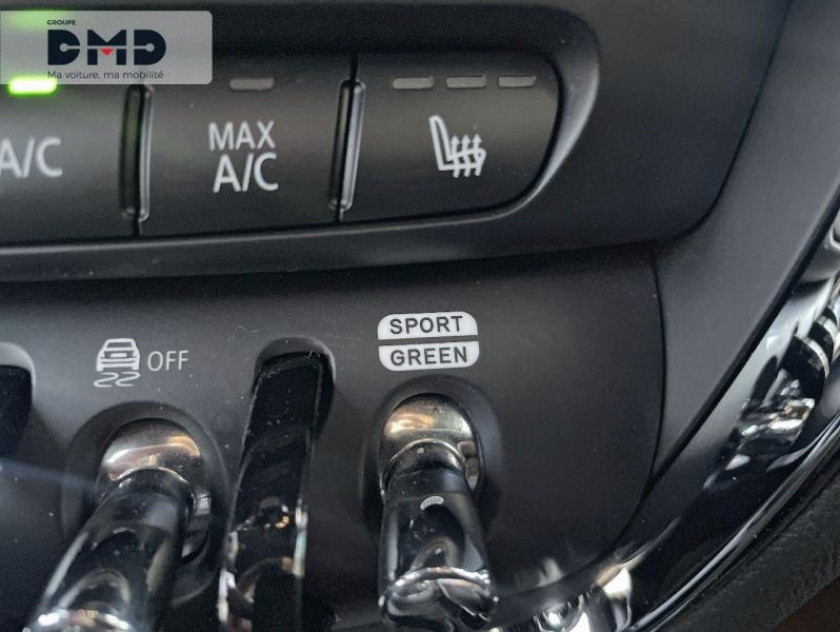 GROUPE
DMD
Ma voiture, ma mobilité
A/C
MAX
A/C
OFF
SPORT
GREEN